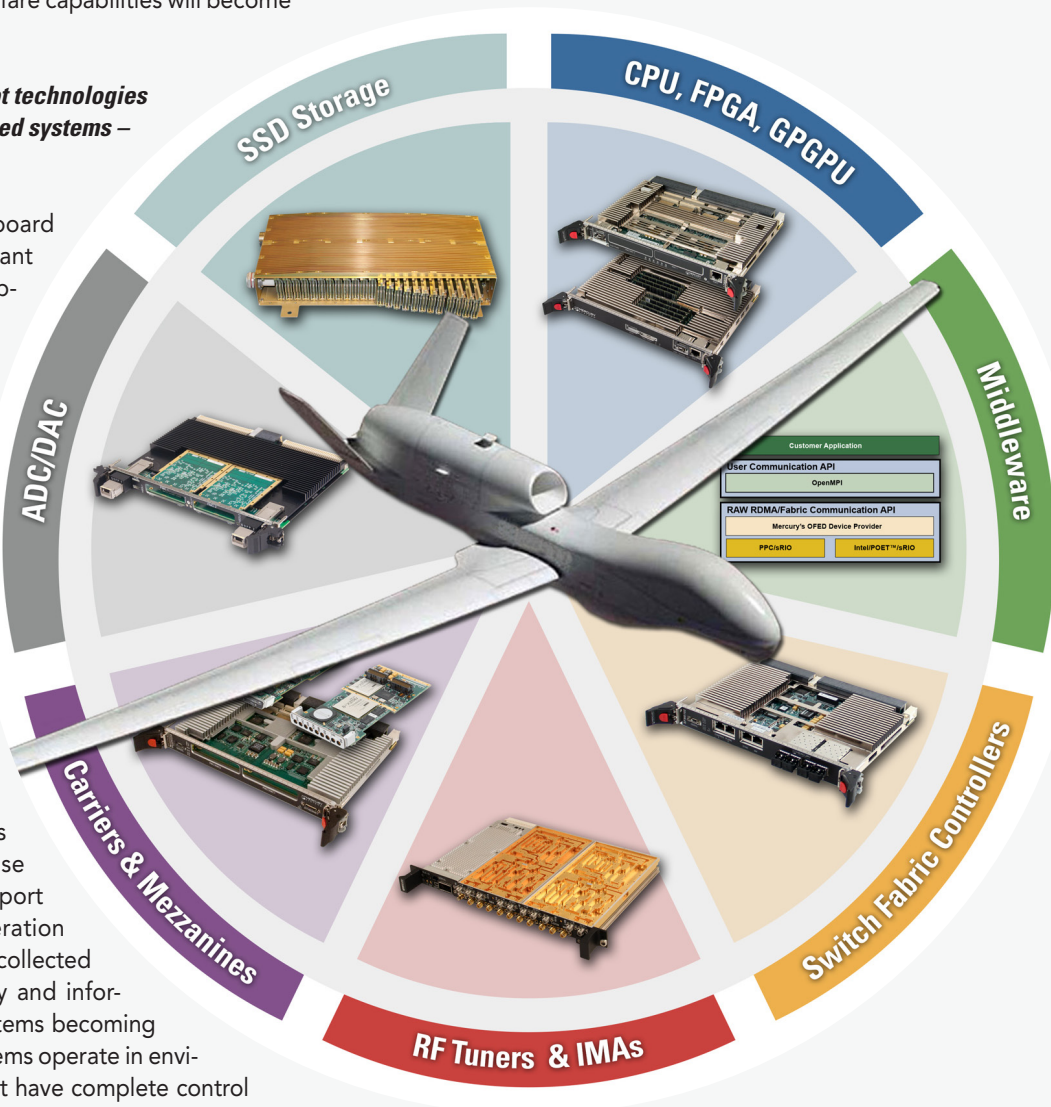 fare capabilities will become
t technologies
ed systems –
board
ant
p-
s
se
port
eration
collected
y and infor-
tems becoming
ems operate in envi-
t have complete control
SSD Storage
CPU, FPGA, GPGPU
Middleware
Customer Application
User Communication API
OpenMPI
RAW RDMA/Fabric Communication API
Mercury's OFED Device Provider
PPC/sRIO
Intel/POET™/sRIO
Switch Fabric Controllers
RF Tuners & IMAs
Carriers & Mezzanines
ADC/DAC